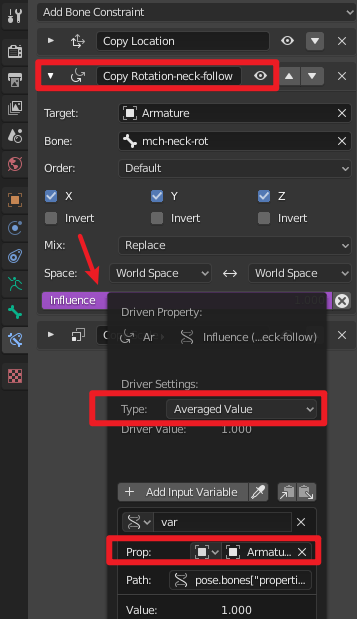 Add Bone Constraint
Copy Location
Copy Rotation-neck-follow
Target: Armature
Bone: mch-neck-rot
Order: Default
X Y Z
Invert Invert Invert
Mix: Replace
Space: World Space World Space
Influence 1.000
Driven Property:
Ar Influence (...eck-follow)
Driver Settings:
Type: Averaged Value
Driver Value: 1.000
Add Input Variable
var
Prop: Armatu...
Path: pose.bones["properti...
Value: 1.000